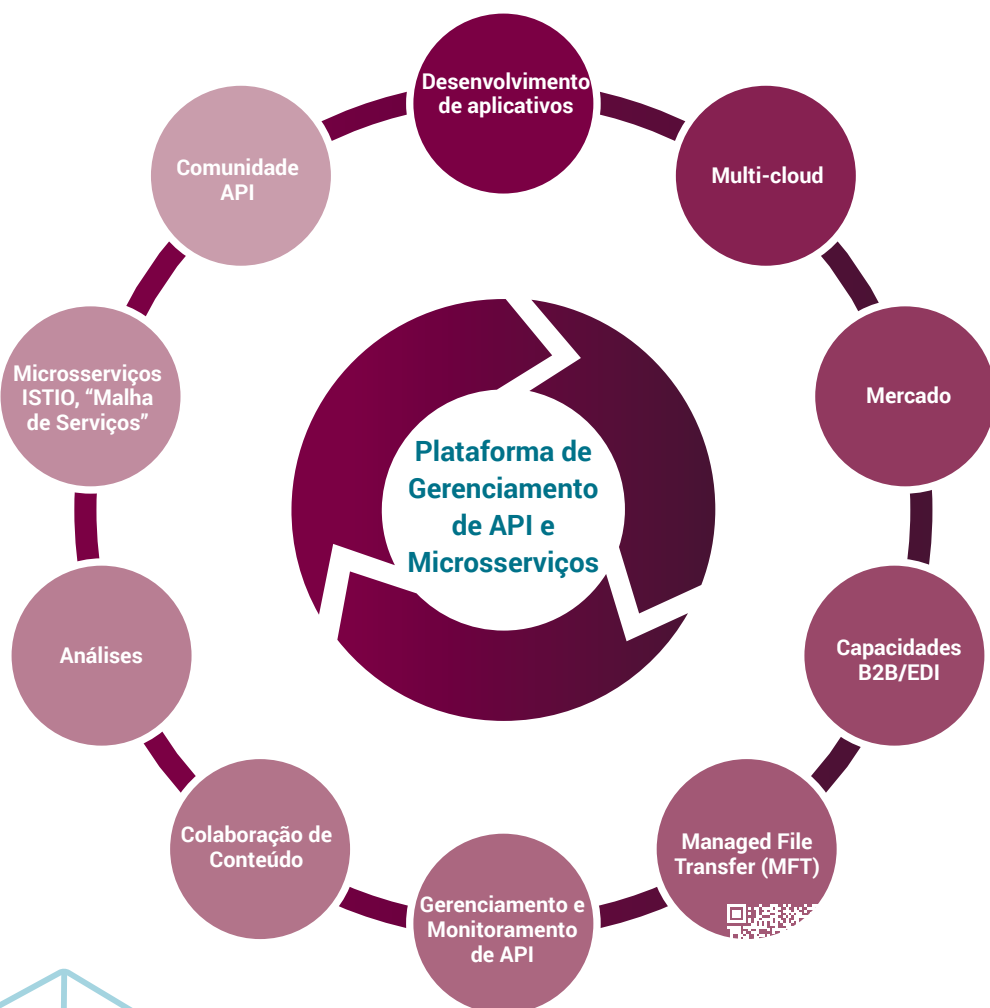 Desenvolvimento
de aplicativos
Multi-cloud
Mercado
Capacidades
B2B/EDI
Managed File
Transfer (MFT)
Gerenciamento e
Monitoramento
de API
Colaboração de
Conteúdo
Análises
Microsserviços
ISTIO, “Malha
de Serviços”
Comunidade
API
Plataforma de
Gerenciamento
de API e
Microsserviços